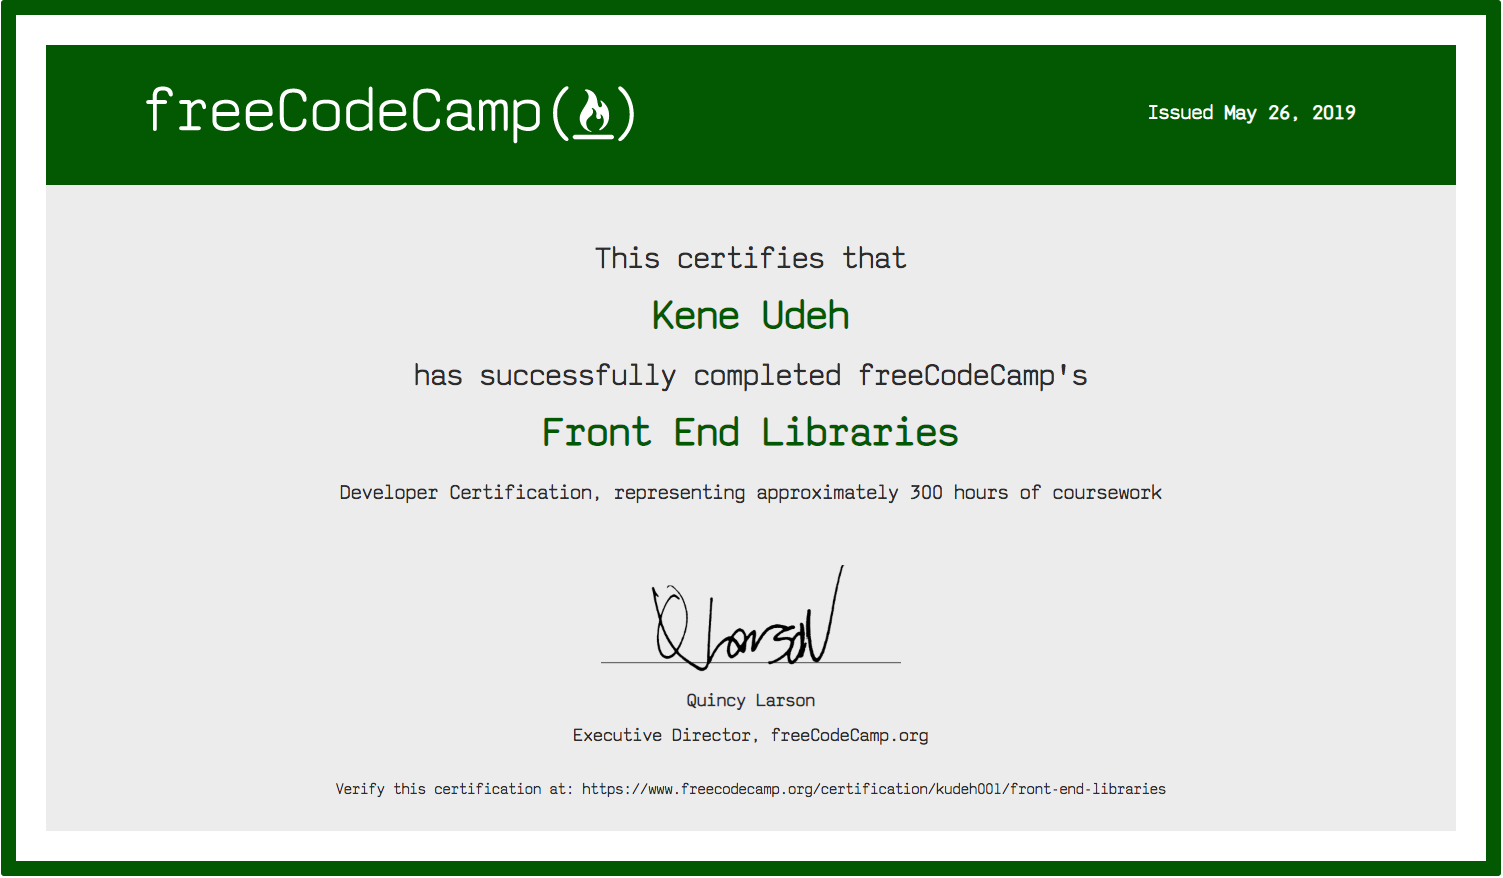 freeCodeCamp(🔥)
Issued May 26, 2019
This certifies that
Kene Udeh
has successfully completed freeCodeCamp's
Front End Libraries
Developer Certification, representing approximately 300 hours of coursework
Q Larson
Quincy Larson
Executive Director, freeCodeCamp.org
Verify this certification at: https://www.freecodecamp.org/certification/kudeh001/front-end-libraries